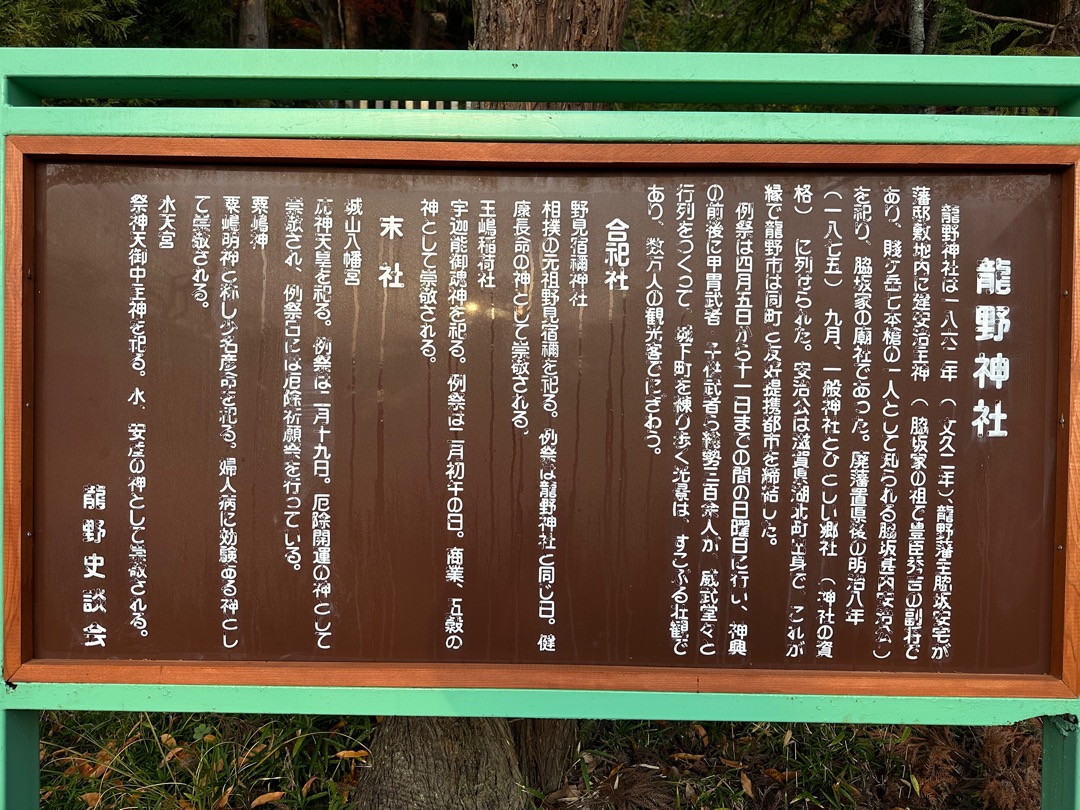 龍野神社
龍野神社は一八六二年（文久二年）、龍野藩主脇坂安宅が
藩邸敷地内に建安治主神（脇坂家の祖で豊臣秀吉の副将で
あり、賤ヶ岳七本槍の一人として知られる脇坂甚内安治公）
を祀り、脇坂家の廟社であった。廃藩置県後の明治八年
（一八七五）九月、一般神社とひとしい郷社（神社の資
格）に列せられた。安治公は滋賀県湖北町出身で、これが
縁で龍野市は同町と友好提携都市を締結した。
例祭は四月五日から十一日までの間の日曜日に行い、神輿
の前後に甲冑武者、子供武者ら総勢三百余人が、威武堂々と
行列をつくって、城下町を練り歩く光景は、すこぶる壮観で
あり、数万人の観光客でにぎわう。
合祀社
野見宿禰神社
相撲の元祖野見宿禰を祀る。例祭は龍野神社と同じ日。健
康長命の神として崇敬される。
玉嶋稲荷社
宇迦能御魂神を祀る。例祭は二月初午の日。商業、五穀の
神として崇敬される。
末社
城山八幡宮
応神天皇を祀る。例祭は二月十九日。厄除開運の神として
崇敬され、例祭日には厄除祈願祭を行っている。
粟嶋神
粟嶋明神と称し少名彦命を祀る。婦人病に効験ある神とし
て崇敬される。
水天宮
祭神天御中主神を祀る。水、安産の神として崇敬される。
龍野史談会